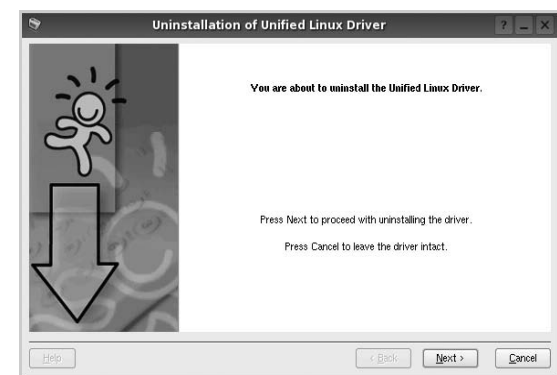 Uninstallation of Unified Linux Driver
You are about to uninstall the Unified Linux Driver.
Press Next to proceed with uninstalling the driver.
Press Cancel to leave the driver intact.
Help
< Back
Next >
Cancel